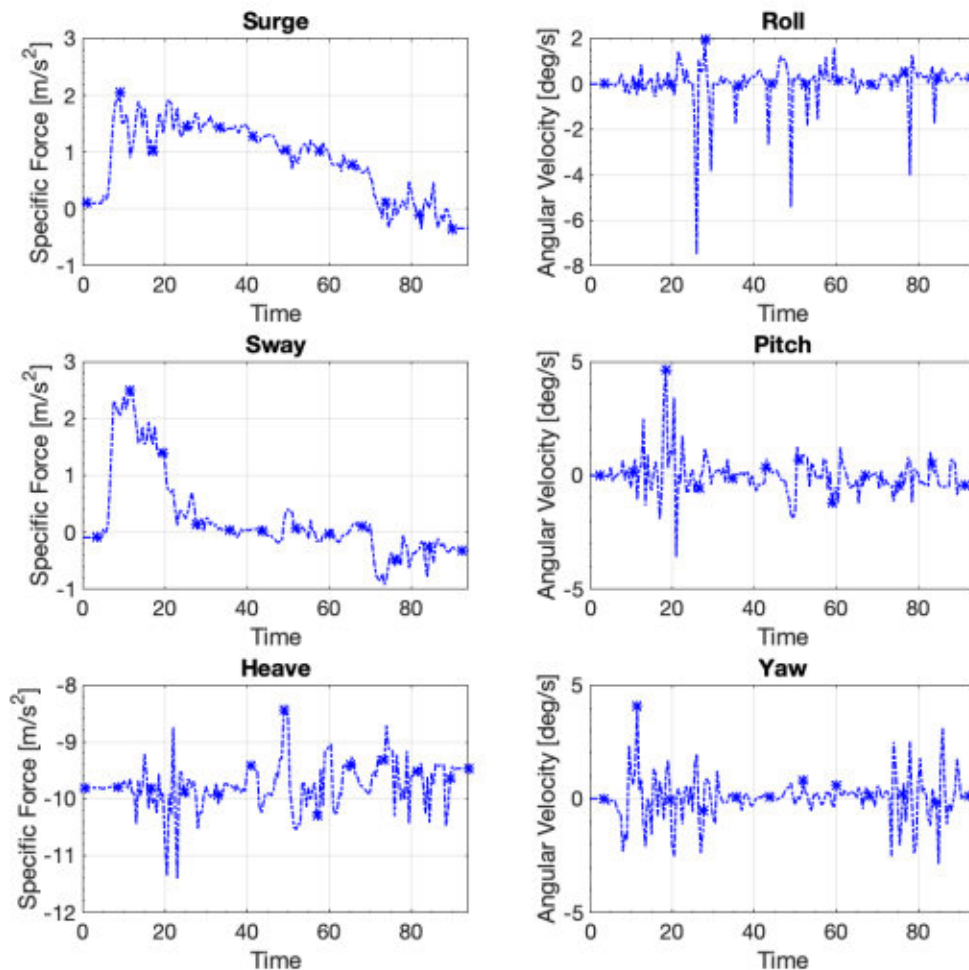 Surge
Specific Force [m/s²]
3
2
1
0
-1
0 20 40 60 80
Time
Roll
Angular Velocity [deg/s]
2
0
-2
-4
-6
-8
0 20 40 60 80
Time
Sway
Specific Force [m/s²]
3
2
1
0
-1
0 20 40 60 80
Time
Pitch
Angular Velocity [deg/s]
5
0
-5
0 20 40 60 80
Time
Heave
Specific Force [m/s²]
-8
-9
-10
-11
-12
0 20 40 60 80
Time
Yaw
Angular Velocity [deg/s]
5
0
-5
0 20 40 60 80
Time